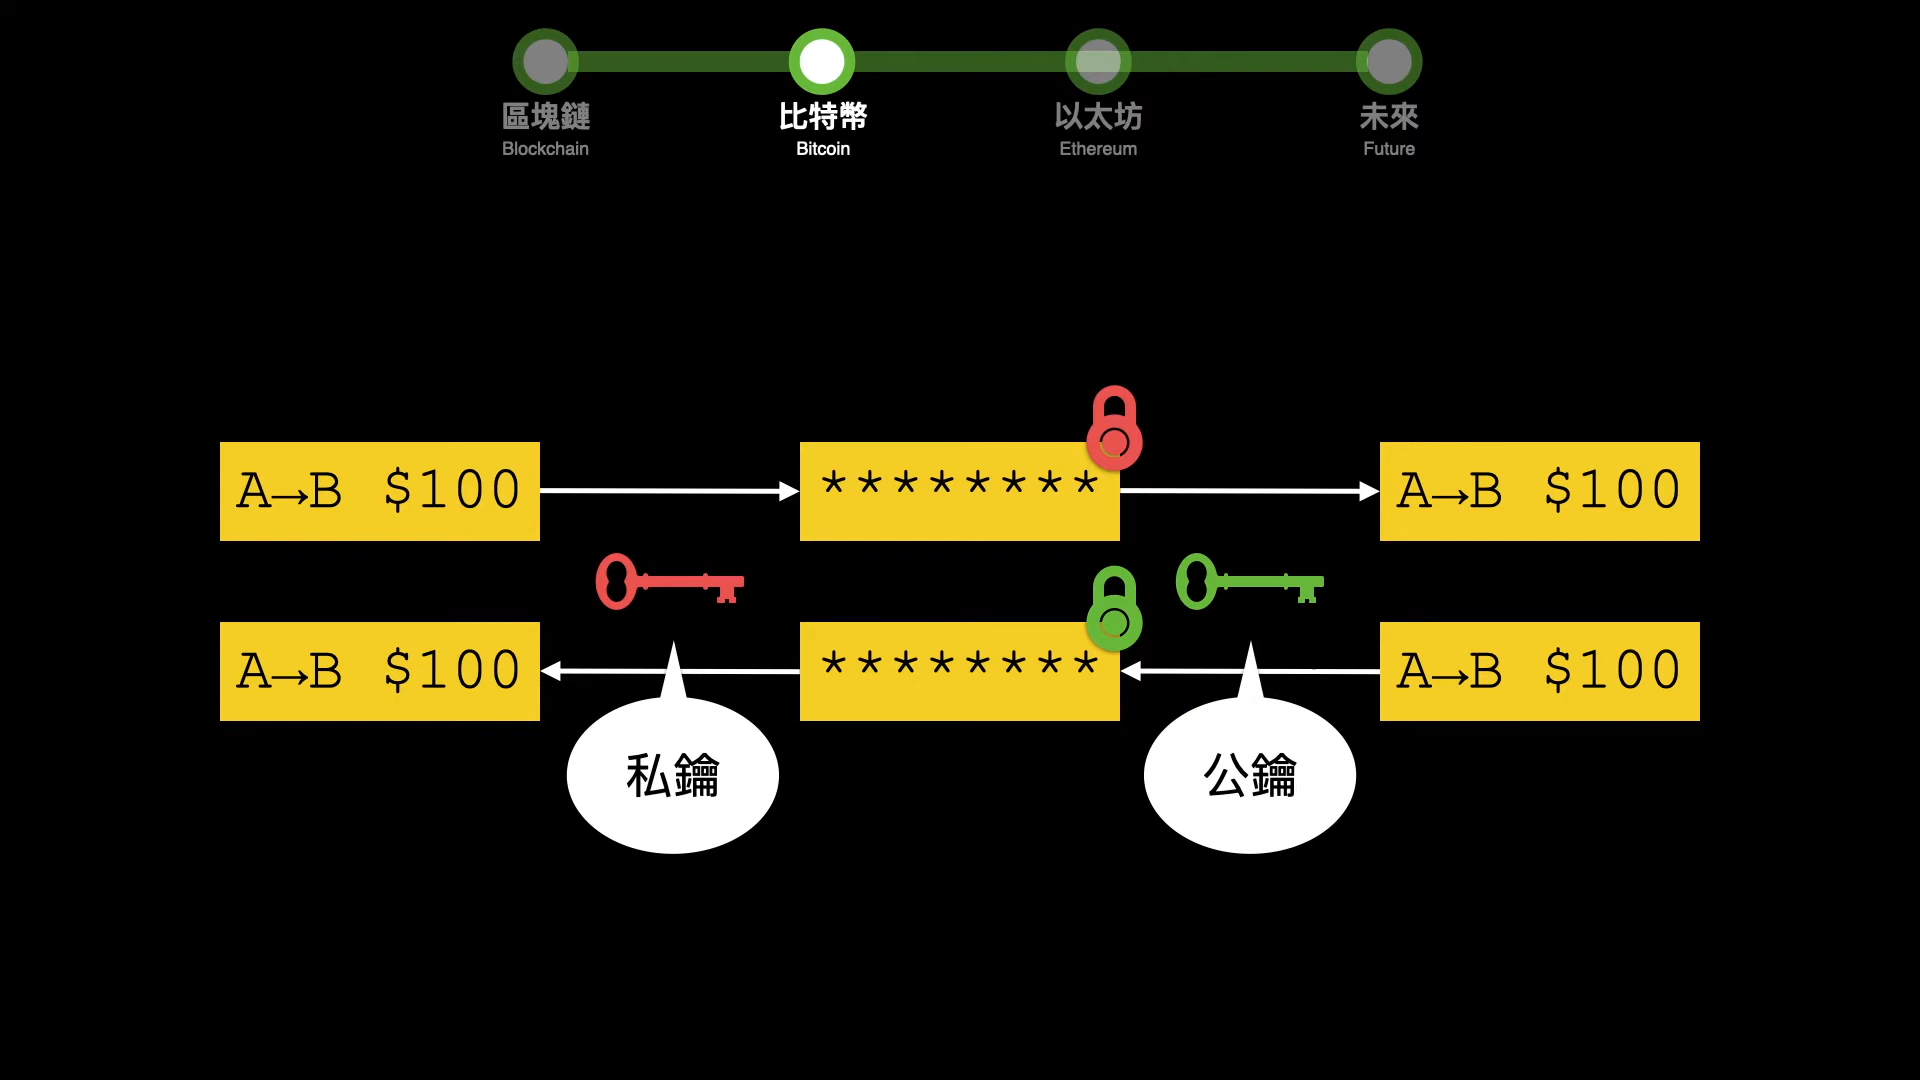 區塊鏈
Blockchain
比特幣
Bitcoin
以太坊
Ethereum
未來
Future
A→B $100
********
A→B $100
A→B $100
********
A→B $100
私鑰
公鑰